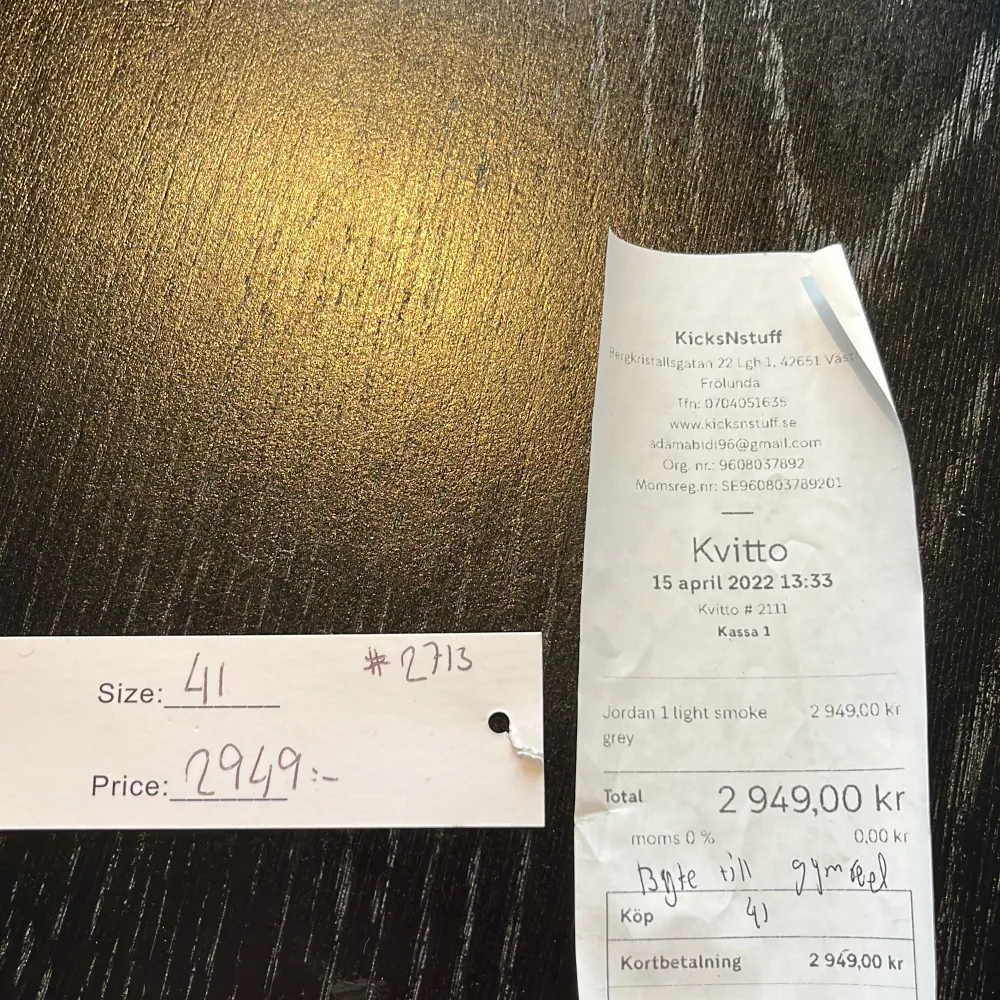 KicksNstuff
Bergkristallsgatan 22 Lgh 1, 42651 Väst
Frölunda
Tfn: 0704051635
www.kicksnstuff.se
adamabidi96@gmail.com
Org. nr.: 9608037892
Momsreg.nr: SE960803789201
Kvitto
15 april 2022 13:33
Kvitto # 2111
Kassa 1
Jordan 1 light smoke 2 949,00 kr
grey
Total 2 949,00 kr
moms 0 % 0,00 kr
Byte till
Köp 41
Kortbetalning 2 949,00 kr
Size: 41 # 2713
Price: 2949:-